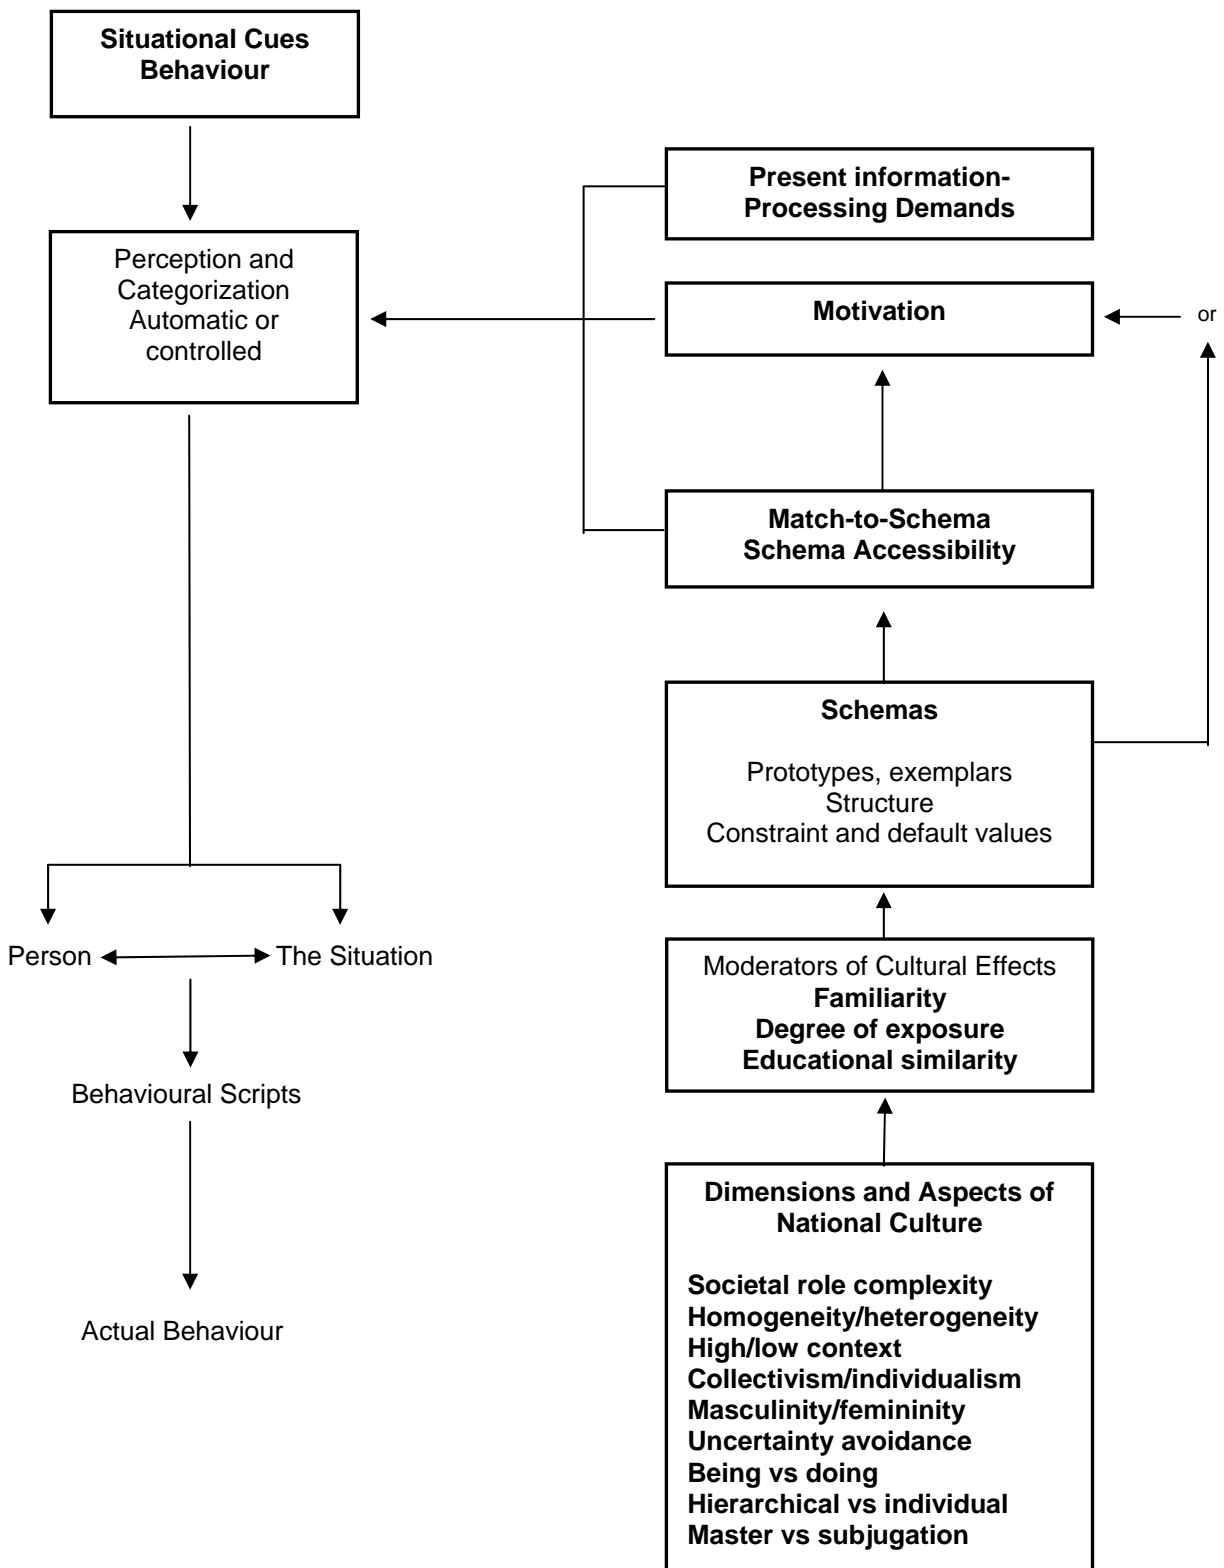 Situational Cues
Behaviour
Present information-
Processing Demands
Perception and
Categorization
Automatic or
controlled
Motivation
or
Match-to-Schema
Schema Accessibility
Schemas
Prototypes, exemplars
Structure
Constraint and default values
Person
The Situation
Moderators of Cultural Effects
Familiarity
Degree of exposure
Educational similarity
Behavioural Scripts
Dimensions and Aspects of
National Culture
Societal role complexity
Homogeneity/heterogeneity
High/low context
Collectivism/individualism
Masculinity/femininity
Uncertainty avoidance
Being vs doing
Hierarchical vs individual
Master vs subjugation
Actual Behaviour